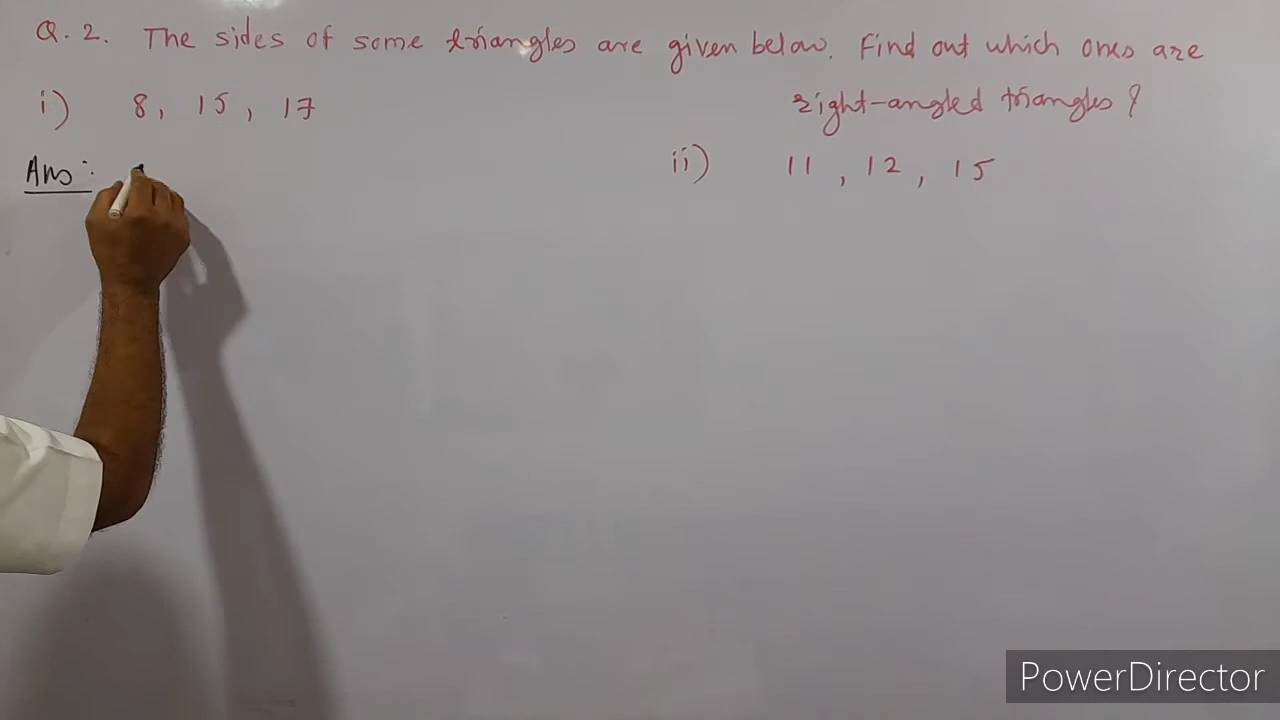 Q. 2. The sides of some triangles are given below. Find out which ones are
right-angled triangles ?
i) 8, 15, 17
Ans :
ii) 11, 12, 15
PowerDirector